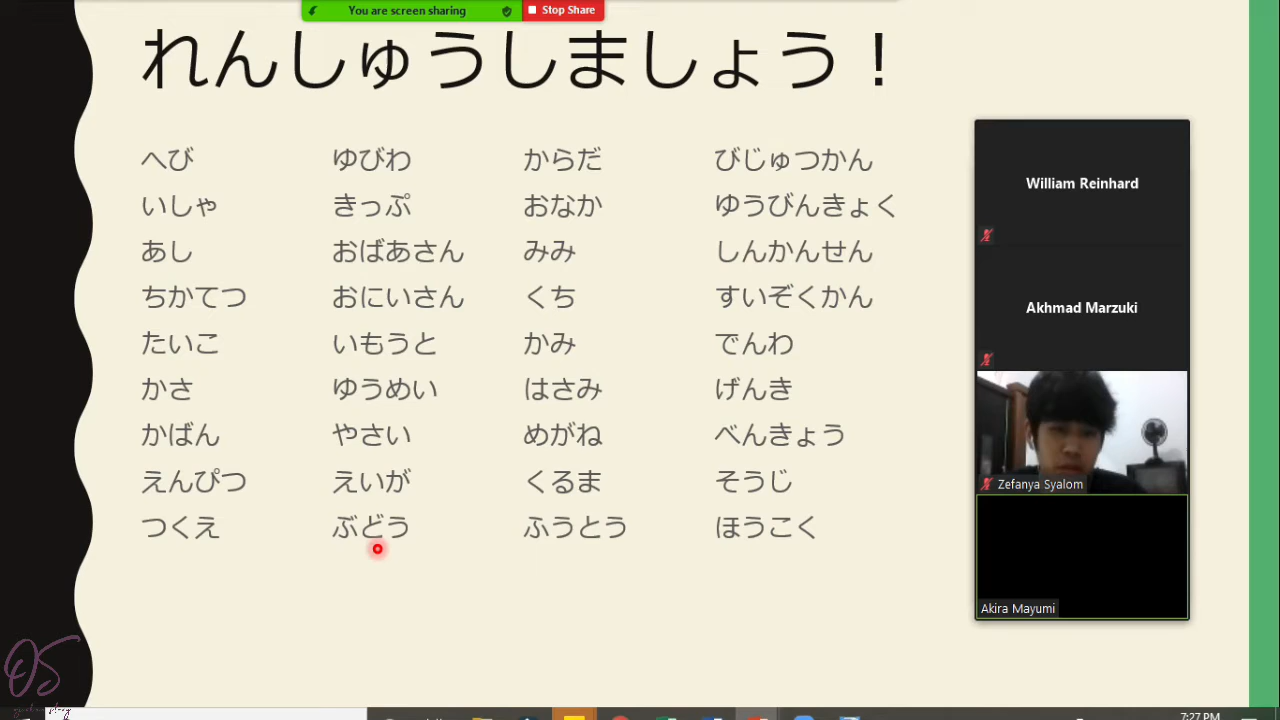 You are screen sharing
Stop Share
れんしゅうしましょう！
へび
いしゃ
あし
ちかてつ
たいこ
かさ
かばん
えんぴつ
つくえ
ゆびわ
きっぷ
おばあさん
おにいさん
いもうと
ゆうめい
やさい
えいが
ぶどう
からだ
おなか
みみ
くち
かみ
はさみ
めがね
くるま
ふうとう
びじゅつかん
ゆうびんきょく
しんかんせん
すいぞくかん
でんわ
げんき
べんきょう
そうじ
ほうこく
William Reinhard
Akhmad Marzuki
Zefanya Syalom
Akira Mayumi
OS
7:27 PM